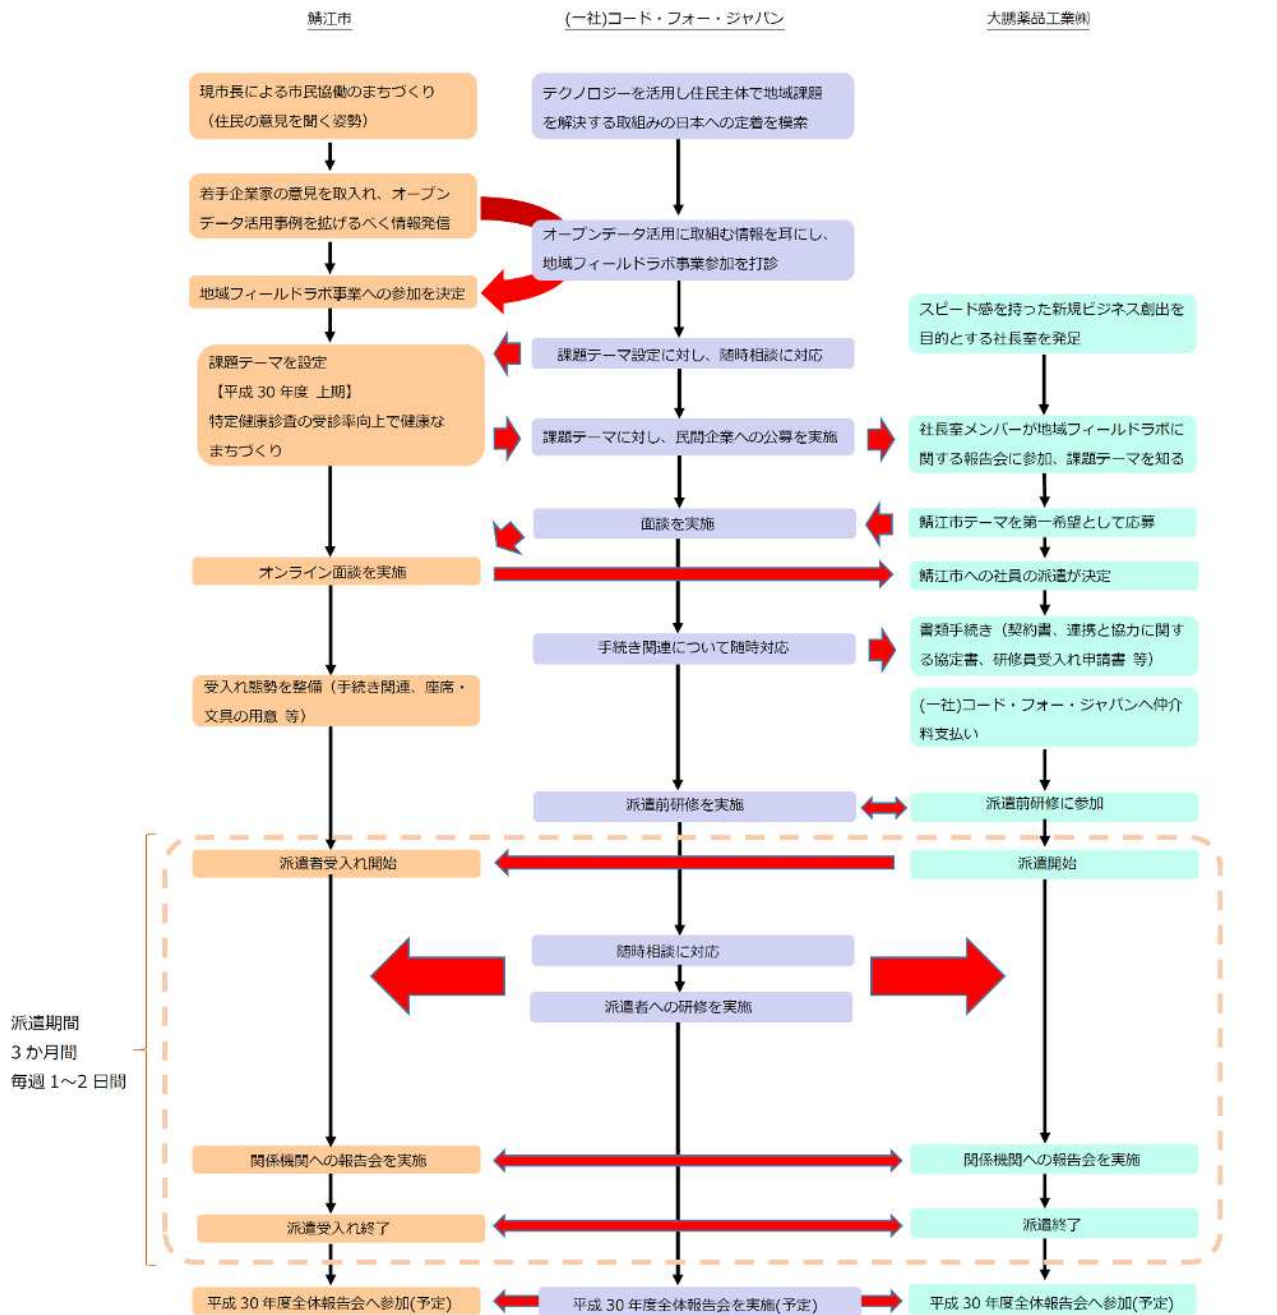 鯖江市
(一社)コード・フォー・ジャパン
大鵬薬品工業㈱
現市長による市民協働のまちづくり
（住民の意見を聞く姿勢）
若手企業家の意見を取入れ、オープン
データ活用事例を拡げるべく情報発信
地域フィールドラボ事業への参加を決定
課題テーマを設定
【平成 30 年度 上期】
特定健康診査の受診率向上で健康な
まちづくり
オンライン面談を実施
受入れ態勢を整備（手続き関連、座席・
文具の用意 等）
派遣者受入れ開始
関係機関への報告会を実施
派遣受入れ終了
平成 30 年度全体報告会へ参加(予定)
テクノロジーを活用し住民主体で地域課題
を解決する取組みの日本への定着を模索
オープンデータ活用に取組む情報を耳にし、
地域フィールドラボ事業参加を打診
課題テーマ設定に対し、随時相談に対応
課題テーマに対し、民間企業への公募を実施
面談を実施
手続き関連について随時対応
派遣前研修を実施
随時相談に対応
派遣者への研修を実施
平成 30 年度全体報告会を実施(予定)
スピード感を持った新規ビジネス創出を
目的とする社長室を発足
社長室メンバーが地域フィールドラボに
関する報告会に参加、課題テーマを知る
鯖江市テーマを第一希望として応募
鯖江市への社員の派遣が決定
書類手続き（契約書、連携と協力に関す
る協定書、研修員受入れ申請書 等）
(一社)コード・フォー・ジャパンへ仲介
料支払い
派遣前研修に参加
派遣開始
関係機関への報告会を実施
派遣終了
平成 30 年度全体報告会へ参加(予定)
派遣期間
3 か月間
毎週 1～2 日間